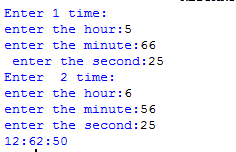 Enter 1 time:
enter the hour:5
enter the minute:66
 enter the second:25
Enter  2 time:
enter the hour:6
enter the minute:56
enter the second:25
12:62:50